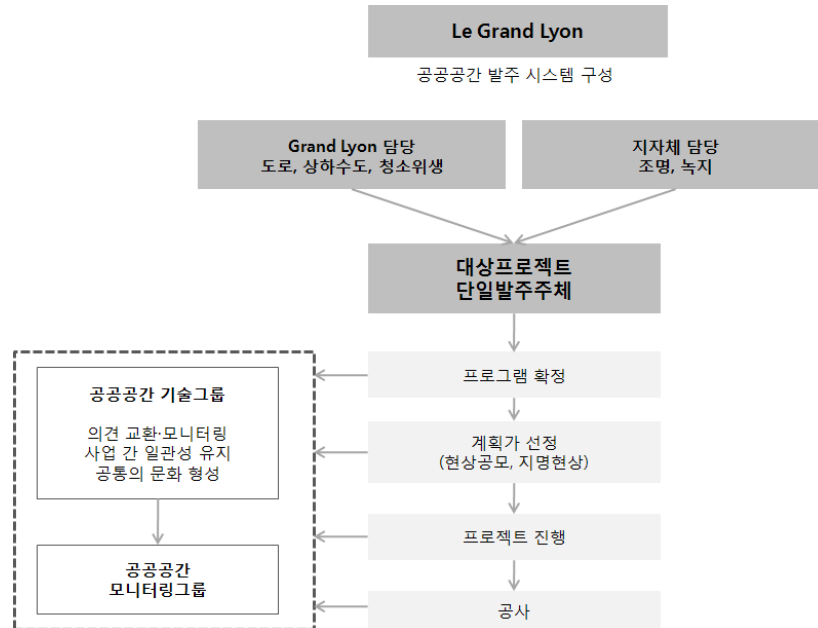 Le Grand Lyon
공공공간 발주 시스템 구성
Grand Lyon 담당
도로, 상하수도, 청소위생
지자체 담당
조명, 녹지
대상프로젝트
단일발주주체
프로그램 확정
계획가 선정
(현상공모, 지명현상)
프로젝트 진행
공사
공공공간 기술그룹
의견 교환·모니터링
사업 간 일관성 유지
공통의 문화 형성
공공공간
모니터링그룹